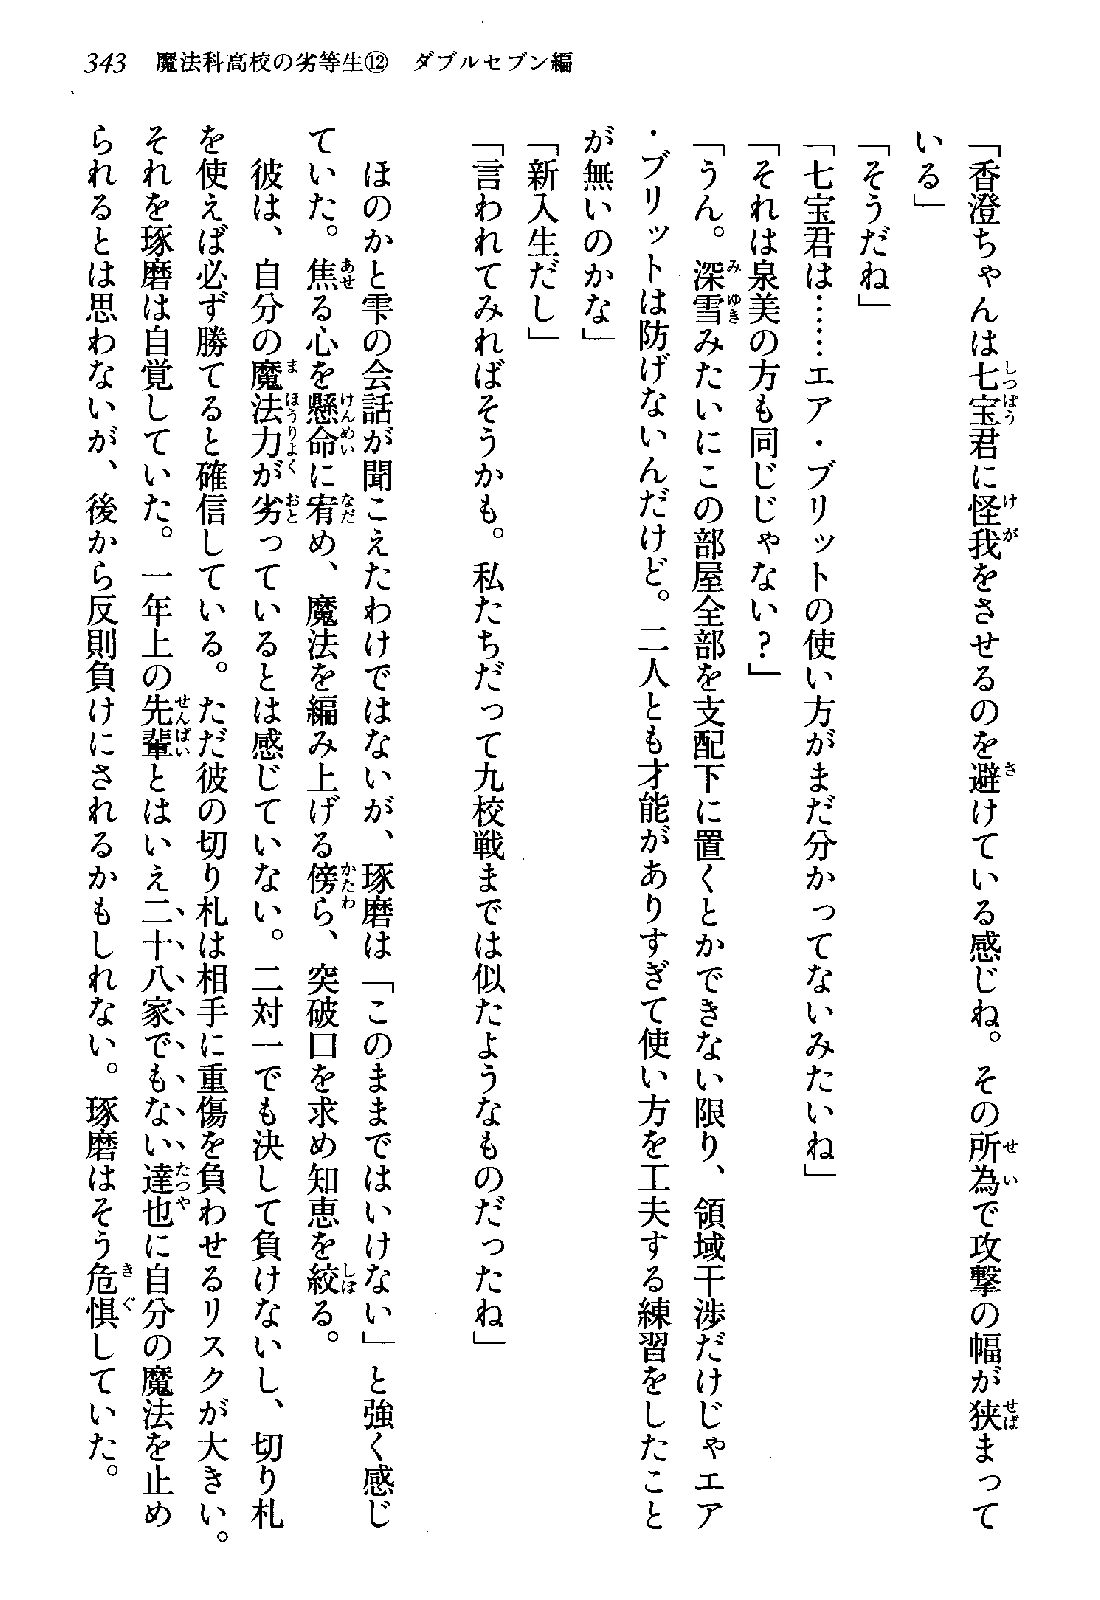 343　魔法科高校の劣等生⑫　ダブルセブン編
「香澄ちゃんは七宝君に怪我をさせるのを避けている感じね。その所為で攻撃の幅が狭まって
いる」
「そうだね」
「七宝君は……エア・ブリットの使い方がまだ分かってないみたいね」
「それは泉美の方も同じじゃない？」
「うん。深雪みたいにこの部屋全部を支配下に置くとかできない限り、領域干渉だけじゃエア
・ブリットは防げないんだけど。二人とも才能がありすぎて使い方を工夫する練習をしたこと
が無いのかな」
「新入生だし」
「言われてみればそうかも。私たちだって九校戦までは似たようなものだったね」
ほのかと雫の会話が聞こえたわけではないが、琢磨は「このままではいけない」と強く感じ
ていた。焦る心を懸命に宥め、魔法を編み上げる傍ら、突破口を求め知恵を絞る。
彼は、自分の魔法力が劣っているとは感じていない。二対一でも決して負けないし、切り札
を使えば必ず勝てると確信している。ただ彼の切り札は相手に重傷を負わせるリスクが大きい。
それを琢磨は自覚していた。一年上の先輩とはいえ二十八家でもない達也に自分の魔法を止め
られるとは思わないが、後から反則負けにされるかもしれない。琢磨はそう危惧していた。